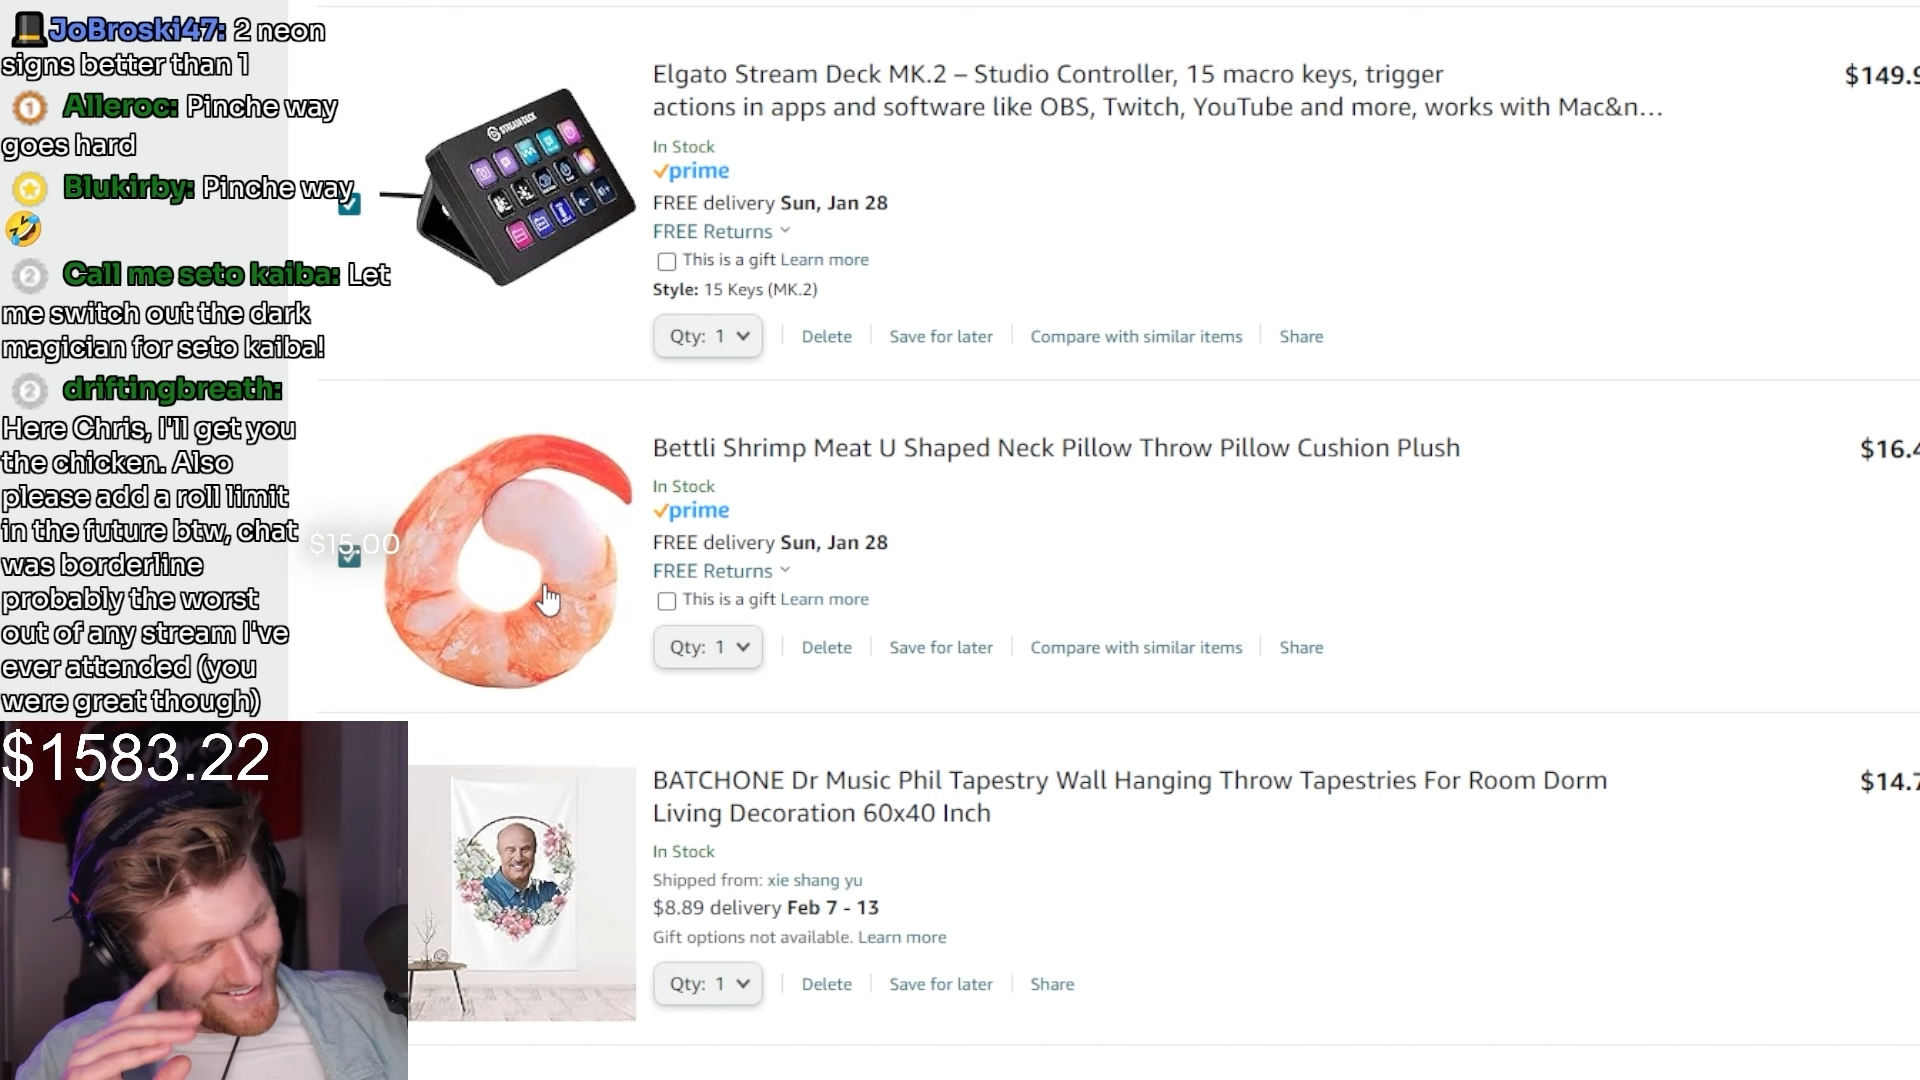 JoBroski47: 2 neon
signs better than 1
Alleroc: Pinche way
goes hard
Blukirby: Pinche way
🤣
Call me seto kaiba: Let
me switch out the dark
magician for seto kaiba!
driftingbreath:
Here Chris, I'll get you
the chicken. Also
please add a roll limit
in the future btw, chat
was borderline
probably the worst
out of any stream I've
ever attended (you
were great though)
$15.00
$1583.22
STREAM DECK
Elgato Stream Deck MK.2 – Studio Controller, 15 macro keys, trigger
actions in apps and software like OBS, Twitch, YouTube and more, works with Mac&n…
$149.9
In Stock
prime
FREE delivery Sun, Jan 28
FREE Returns
This is a gift Learn more
Style: 15 Keys (MK.2)
Qty: 1 Delete Save for later Compare with similar items Share
Bettli Shrimp Meat U Shaped Neck Pillow Throw Pillow Cushion Plush
$16.4
In Stock
prime
FREE delivery Sun, Jan 28
FREE Returns
This is a gift Learn more
Qty: 1 Delete Save for later Compare with similar items Share
BATCHONE Dr Music Phil Tapestry Wall Hanging Throw Tapestries For Room Dorm
Living Decoration 60x40 Inch
$14.7
In Stock
Shipped from: xie shang yu
$8.89 delivery Feb 7 - 13
Gift options not available. Learn more
Qty: 1 Delete Save for later Share